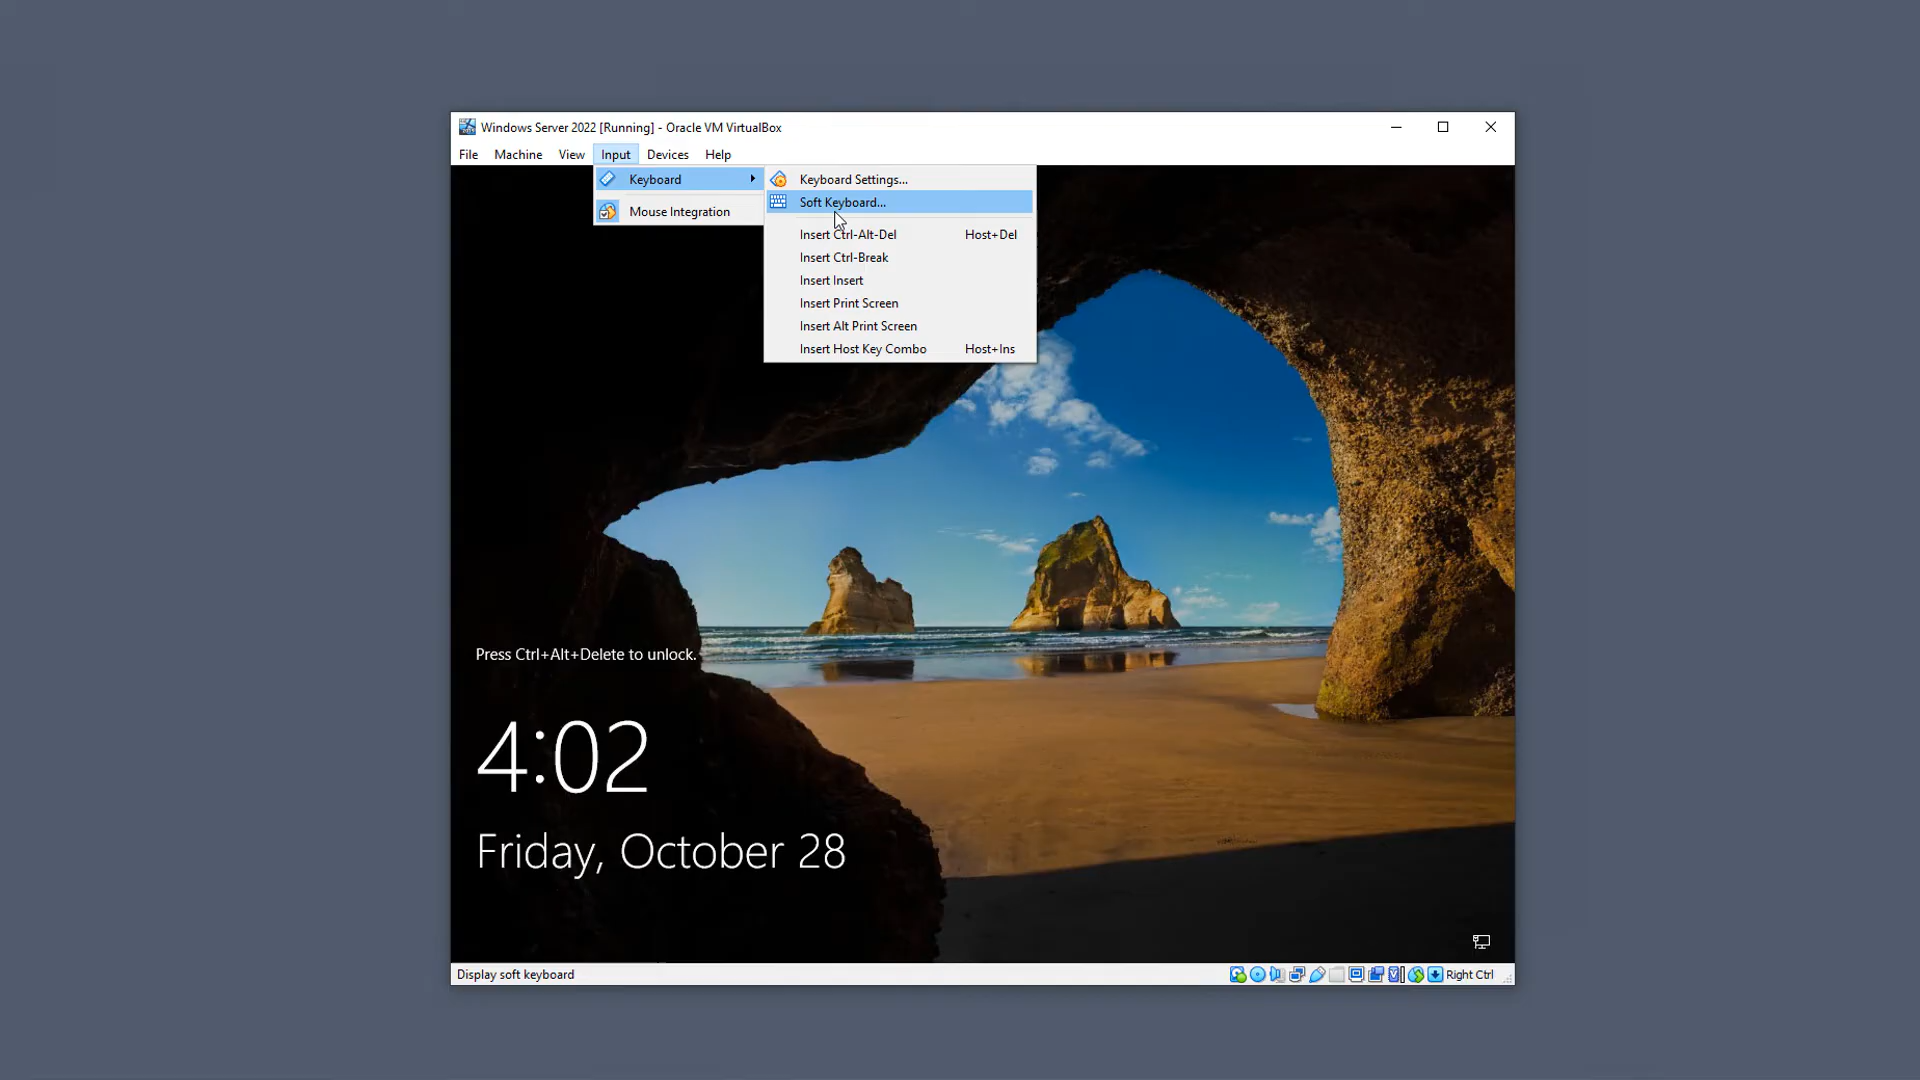 Windows Server 2022 [Running] - Oracle VM VirtualBox
File Machine View Input Devices Help
Keyboard
Mouse Integration
Keyboard Settings...
Soft Keyboard...
Insert Ctrl-Alt-Del Host+Del
Insert Ctrl-Break
Insert Insert
Insert Print Screen
Insert Alt Print Screen
Insert Host Key Combo Host+Ins
Press Ctrl+Alt+Delete to unlock.
4:02
Friday, October 28
Display soft keyboard
Right Ctrl